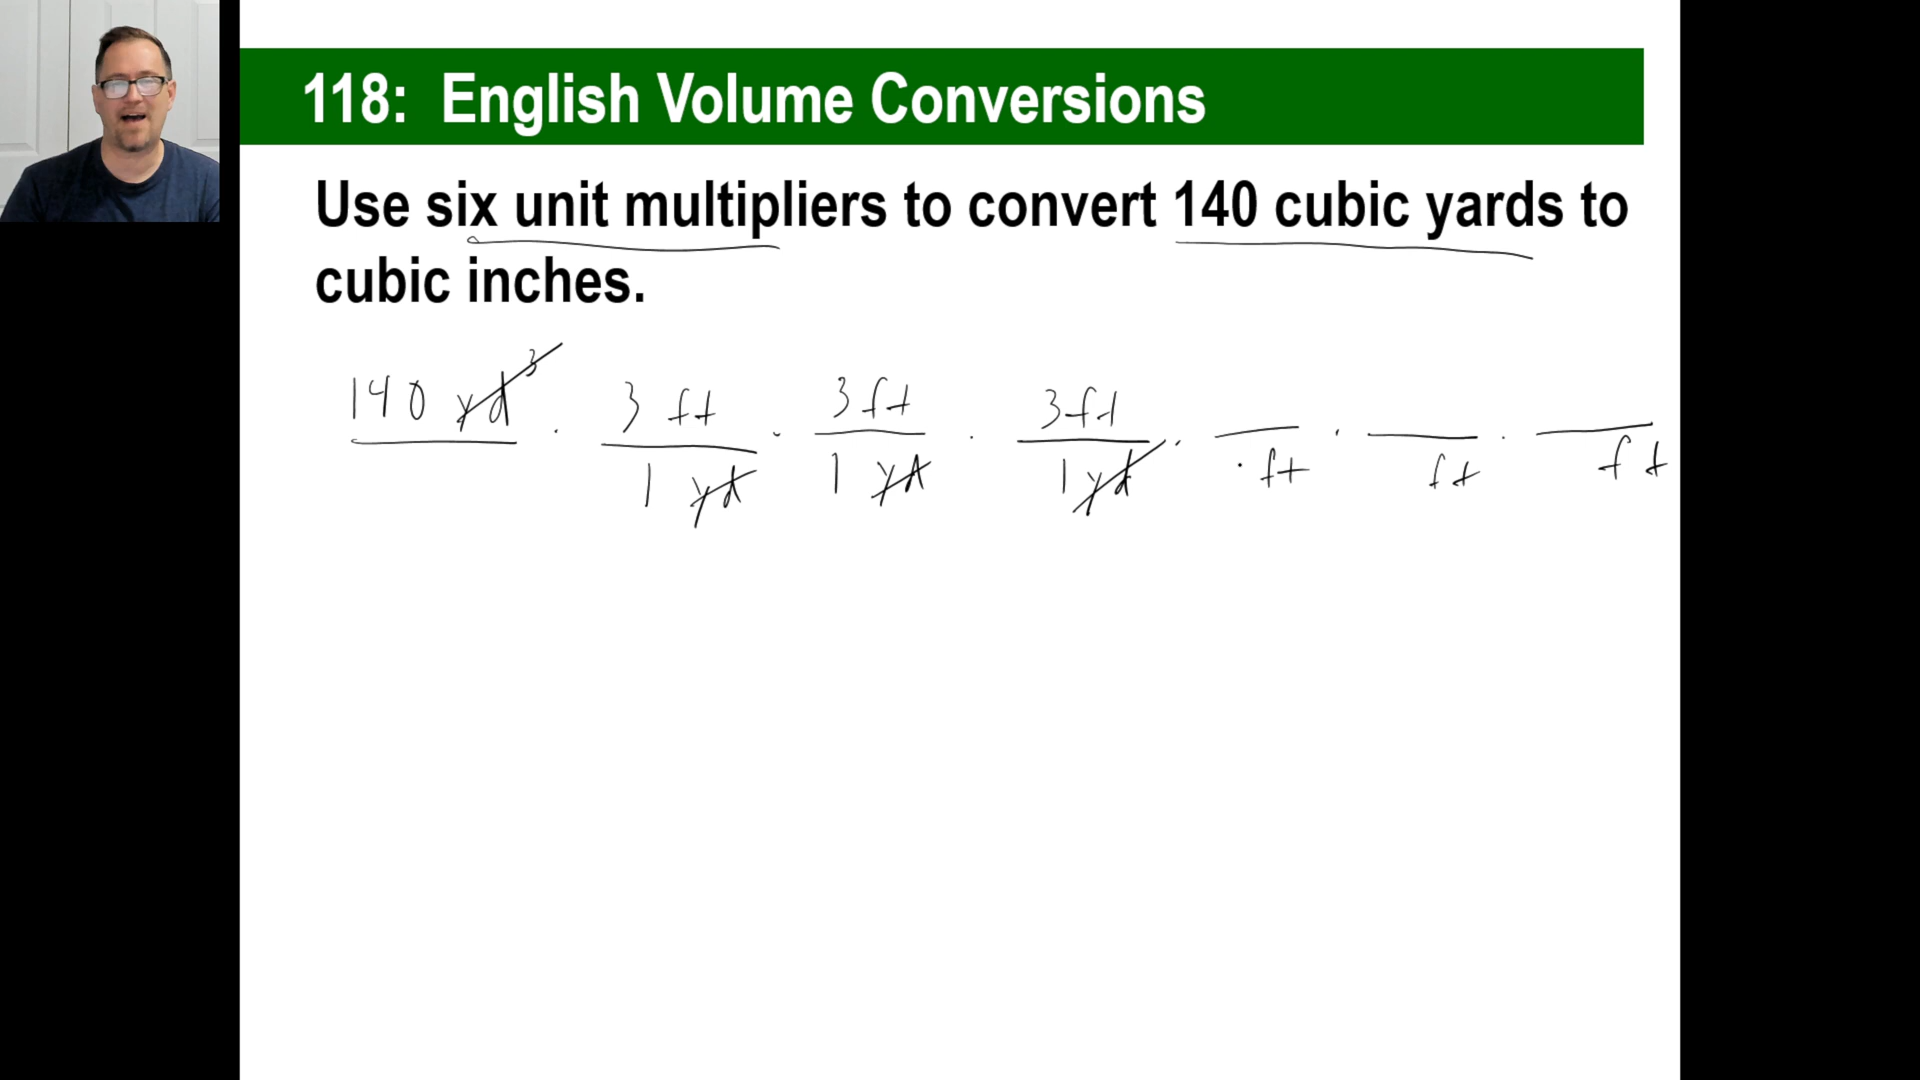 118: English Volume Conversions
Use six unit multipliers to convert 140 cubic yards to
cubic inches.
140 yd³ · 3 ft · 3 ft · 3 ft · · ·
1 yd 1 yd 1 yd · ft ft ft